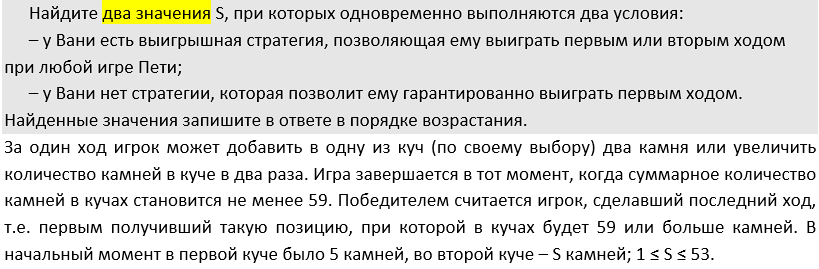 Найдите два значения S, при которых одновременно выполняются два условия:
– у Вани есть выигрышная стратегия, позволяющая ему выиграть первым или вторым ходом
при любой игре Пети;
– у Вани нет стратегии, которая позволит ему гарантированно выиграть первым ходом.
Найденные значения запишите в ответе в порядке возрастания.
За один ход игрок может добавить в одну из куч (по своему выбору) два камня или увеличить
количество камней в куче в два раза. Игра завершается в тот момент, когда суммарное количество
камней в кучах становится не менее 59. Победителем считается игрок, сделавший последний ход,
т.е. первым получивший такую позицию, при которой в кучах будет 59 или больше камней. В
начальный момент в первой куче было 5 камней, во второй куче – S камней; 1 ≤ S ≤ 53.